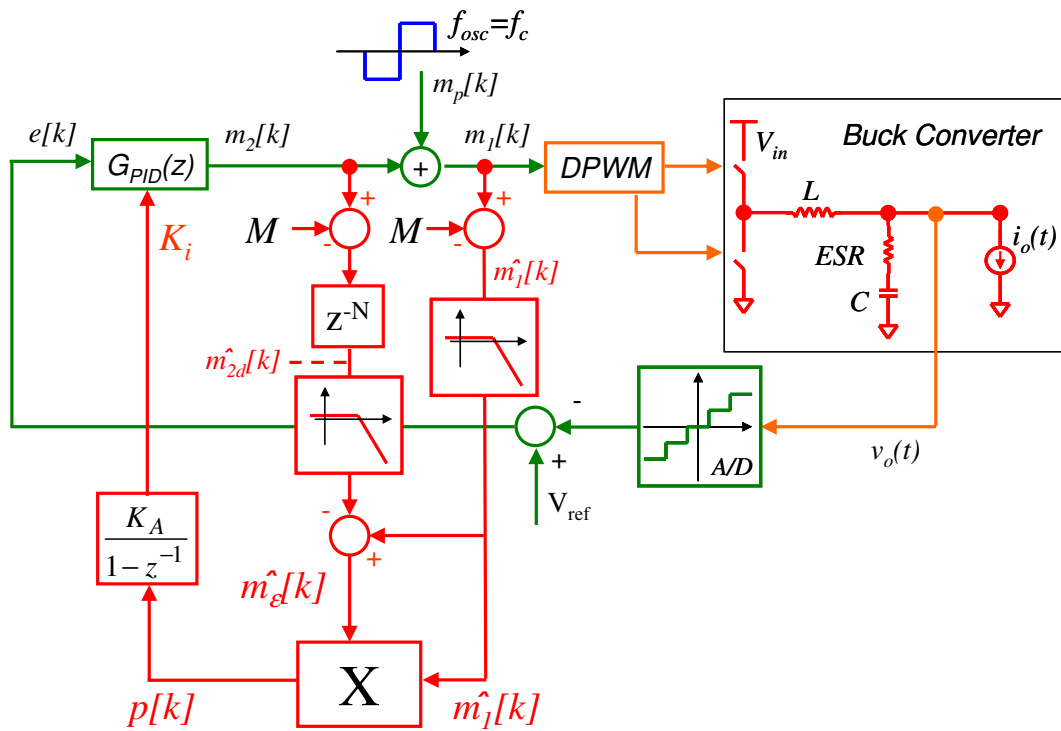 f_osc=f_c
m_p[k]
e[k]
m_2[k]
m_1[k]
G_PID(z)
+
DPWM
Buck Converter
V_in
L
ESR
C
i_o(t)
K_i
M
+
-
M
+
-
m̂_1[k]
z^-N
m̂_2d[k]
-
+
V_ref
A/D
v_o(t)
K_A
1 - z^-1
-
+
m̂_ε[k]
X
p[k]
m̂_1[k]